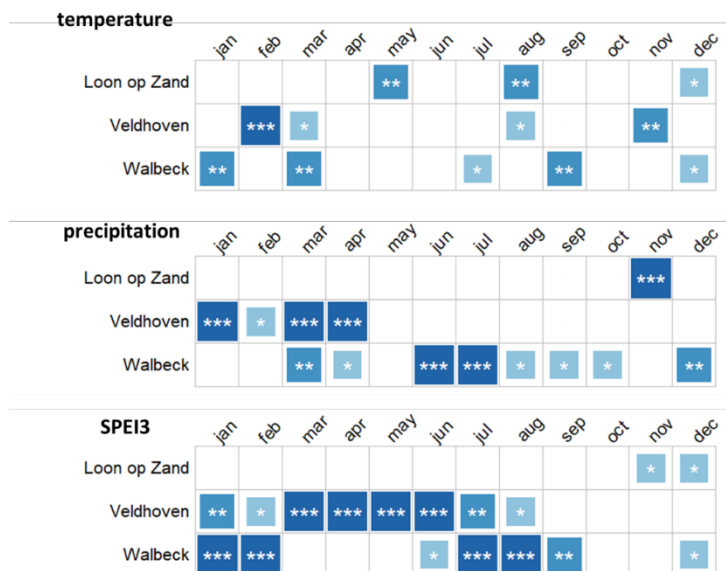 temperature
jan feb mar apr may jun jul aug sep oct nov dec
Loon op Zand ** ** *
Veldhoven *** * * **
Walbeck ** ** * ** *
precipitation
jan feb mar apr may jun jul aug sep oct nov dec
Loon op Zand ***
Veldhoven *** * *** ***
Walbeck ** * *** *** * * * **
SPEI3
jan feb mar apr may jun jul aug sep oct nov dec
Loon op Zand * *
Veldhoven ** * *** *** *** *** ** *
Walbeck *** *** * *** *** ** *